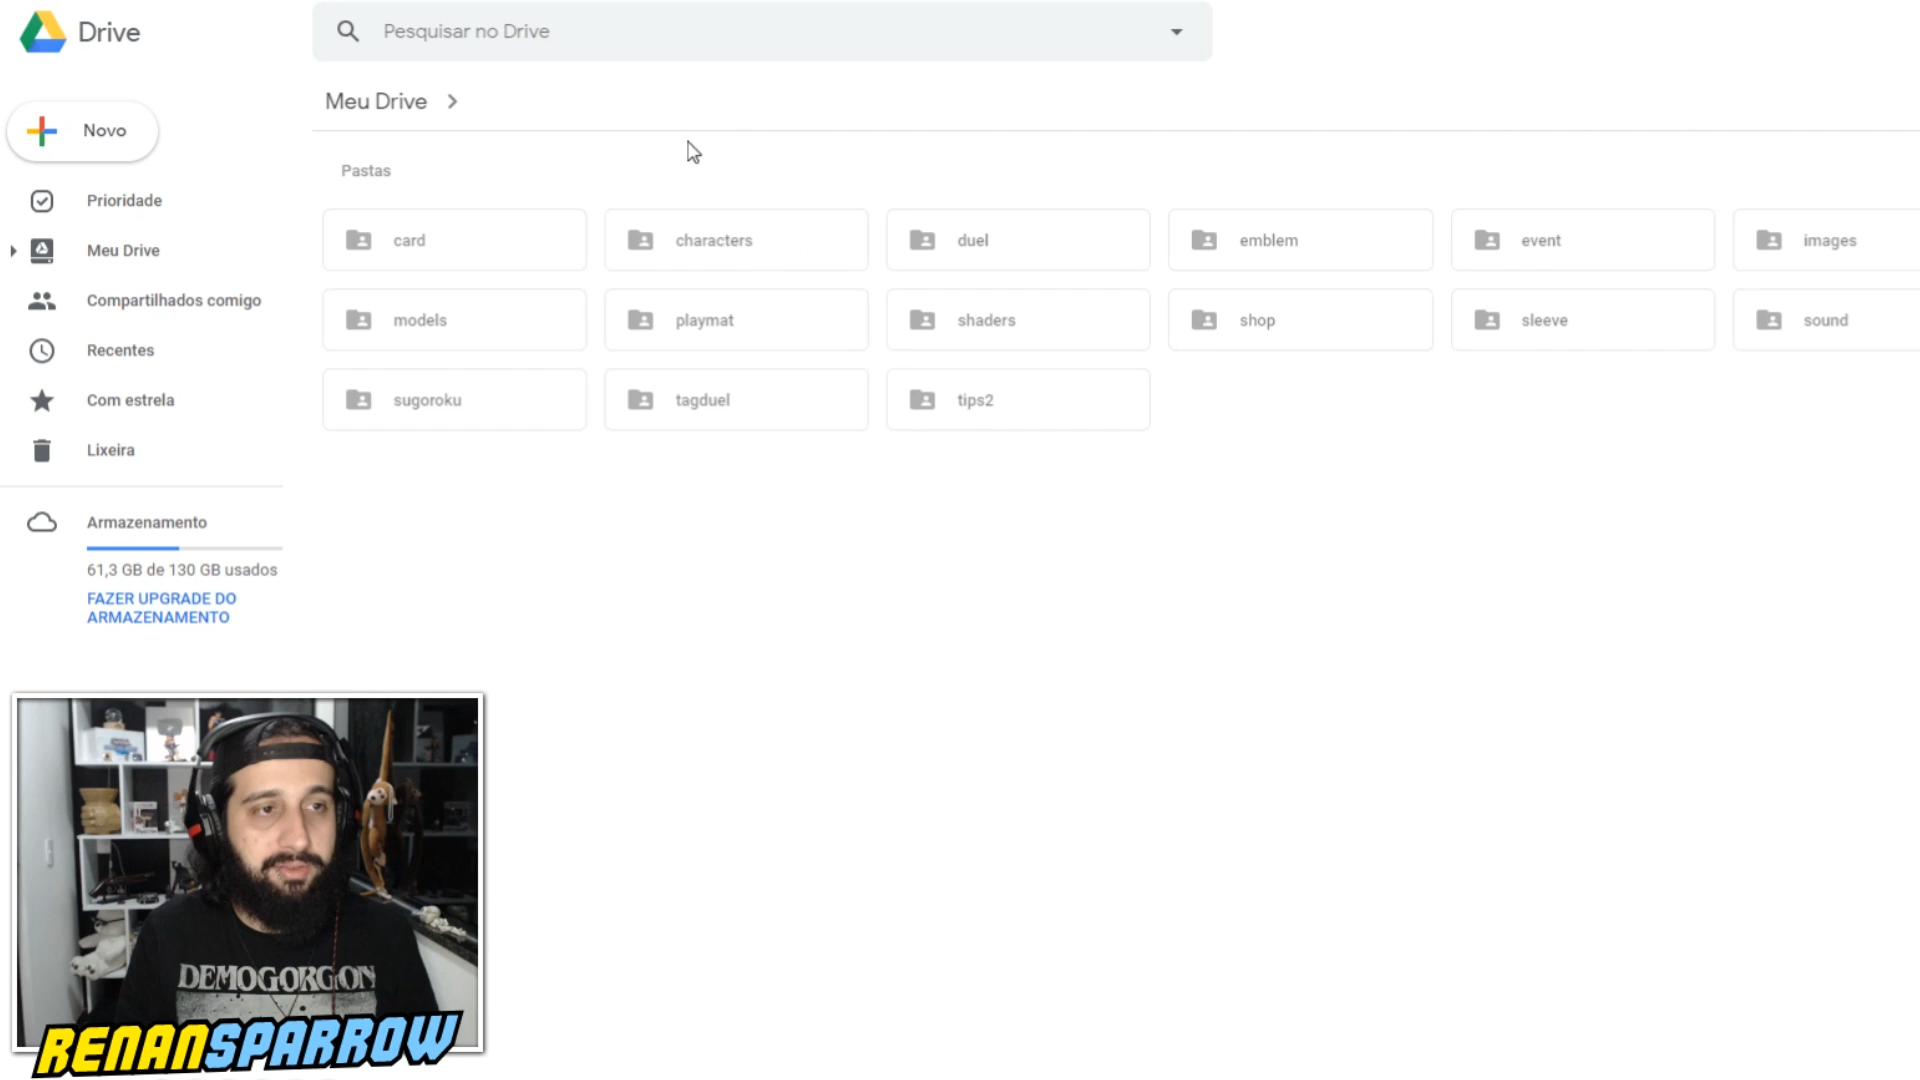 Drive
Pesquisar no Drive
Meu Drive
Novo
Pastas
Prioridade
Meu Drive
Compartilhados comigo
Recentes
Com estrela
Lixeira
card
characters
duel
emblem
event
images
models
playmat
shaders
shop
sleeve
sound
sugoroku
tagduel
tips2
Armazenamento
61,3 GB de 130 GB usados
FAZER UPGRADE DO
ARMAZENAMENTO
DEMOGORGON
RENANSPARROW